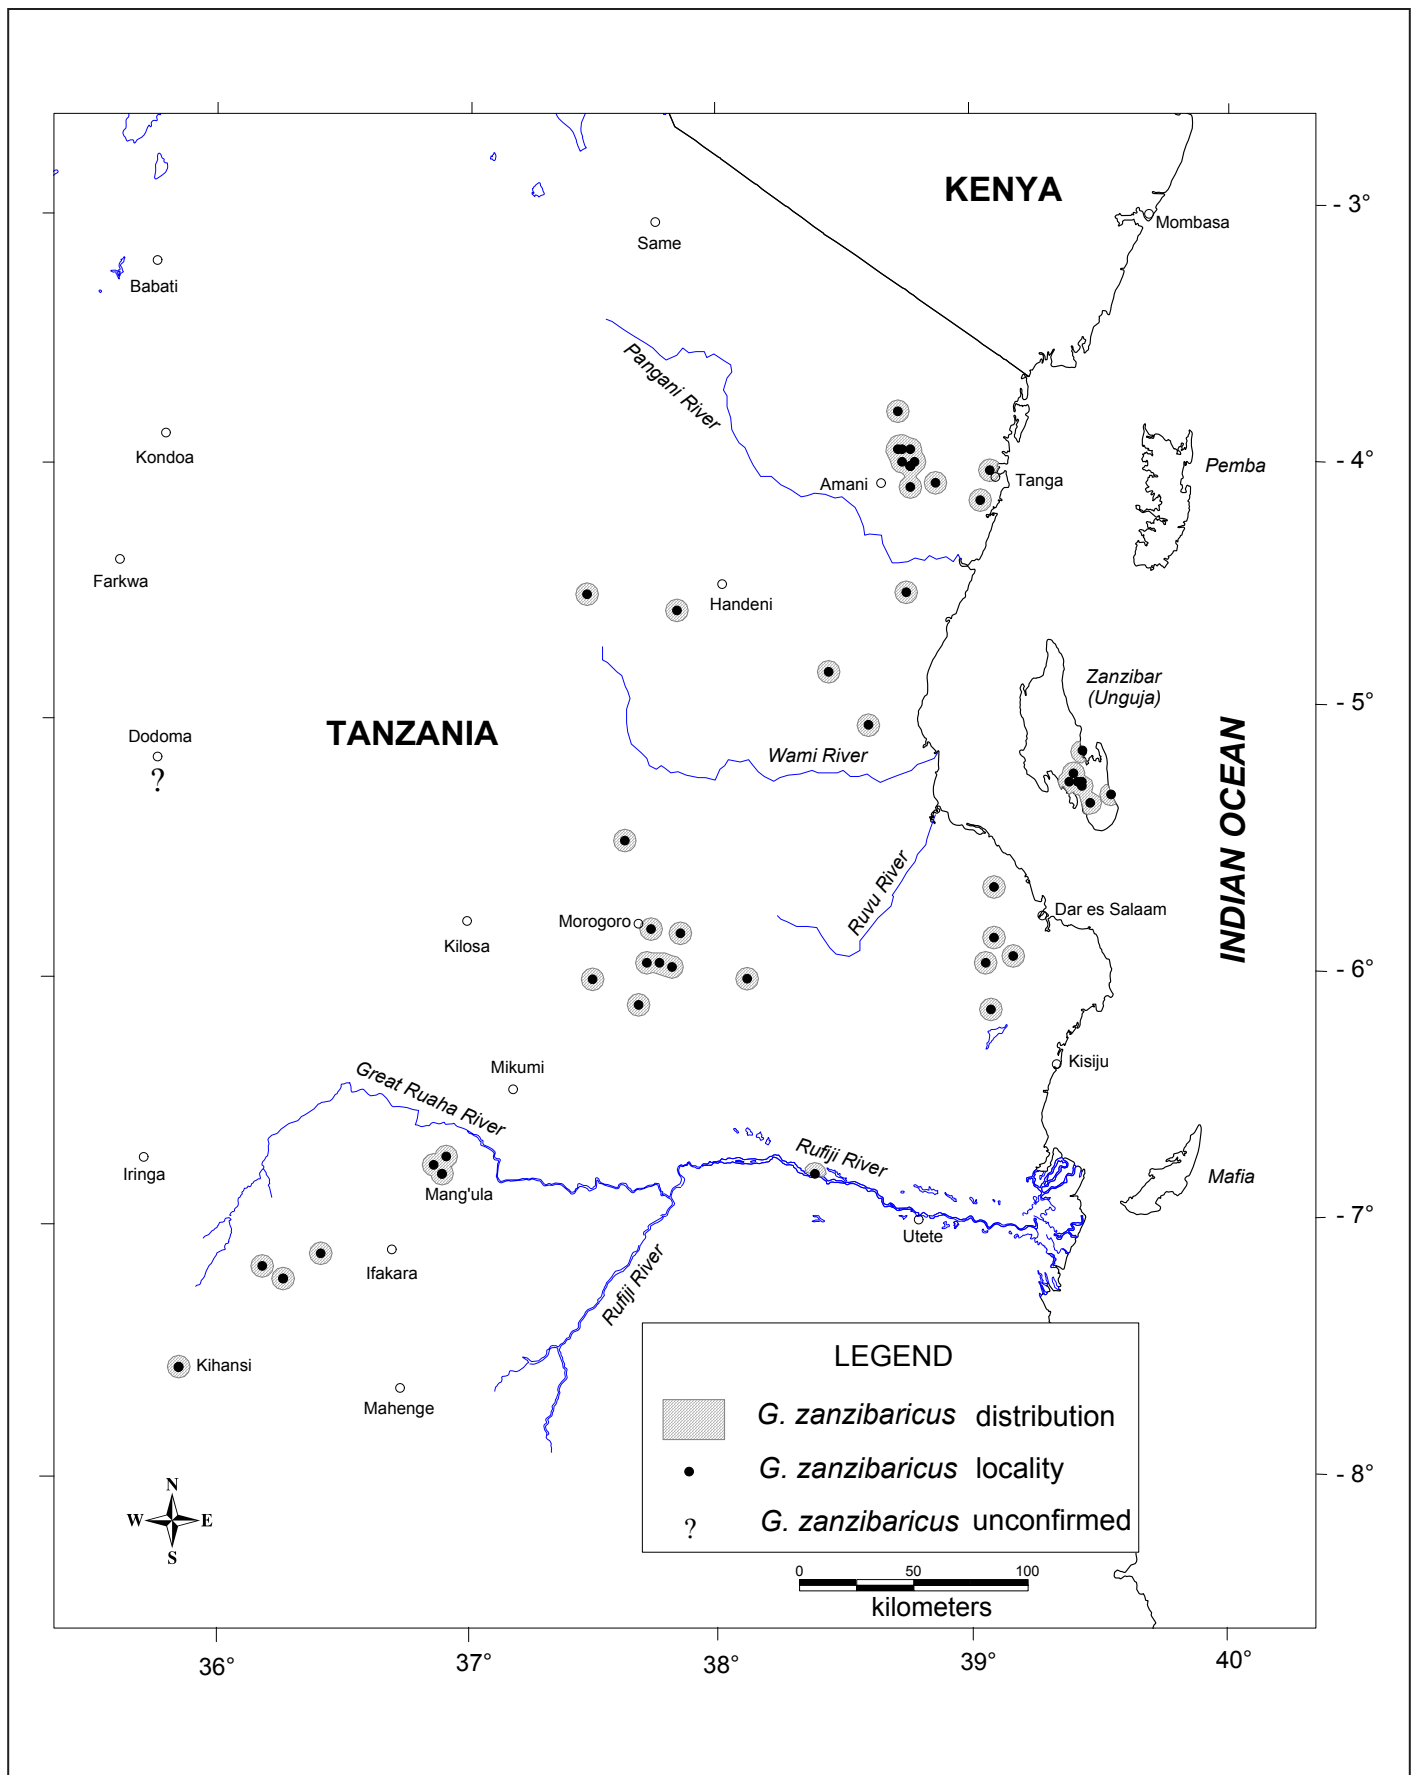 KENYA
- 3°
Mombasa
Same
Babati
Pangani River
Kondoa
- 4°
Pemba
Amani
Tanga
Farkwa
Handeni
Zanzibar
(Unguja)
- 5°
TANZANIA
Dodoma
?
Wami River
INDIAN OCEAN
Ruvu River
Dar es Salaam
Morogoro
Kilosa
- 6°
Kisiju
Mikumi
Great Ruaha River
Rufiji River
Iringa
Mang'ula
Mafia
- 7°
Utete
Ifakara
Rufiji River
Kihansi
Mahenge
LEGEND
G. zanzibaricus distribution
G. zanzibaricus locality
? G. zanzibaricus unconfirmed
- 8°
N
W E
S
0 50 100
kilometers
36° 37° 38° 39° 40°